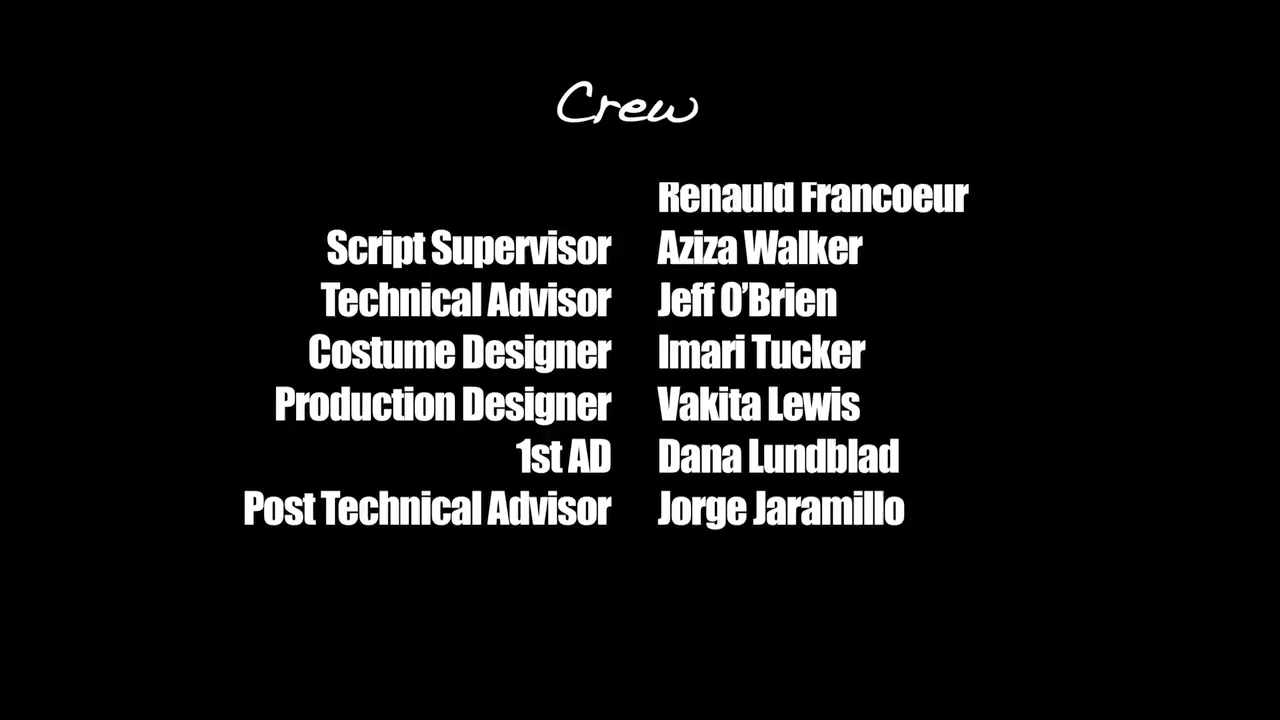 Crew
Renauld Francoeur
Script Supervisor Aziza Walker
Technical Advisor Jeff O’Brien
Costume Designer Imari Tucker
Production Designer Vakita Lewis
1st AD Dana Lundblad
Post Technical Advisor Jorge Jaramillo